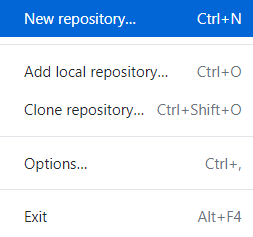 New repository... Ctrl+N
Add local repository... Ctrl+O
Clone repository... Ctrl+Shift+O
Options... Ctrl+,
Exit Alt+F4